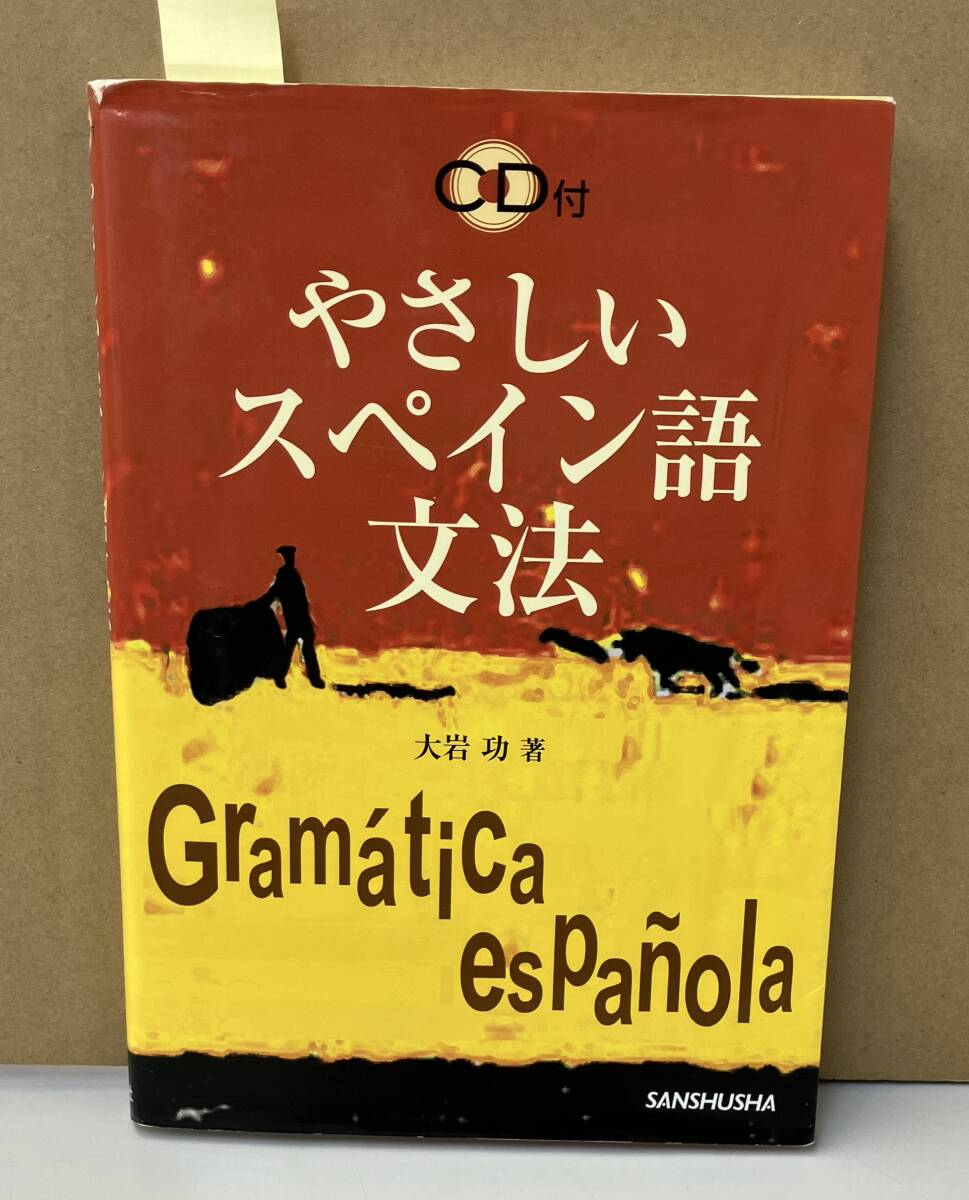 CD付
やさしい
スペイン語
文法
大岩 功 著
Gramática
española
SANSHUSHA